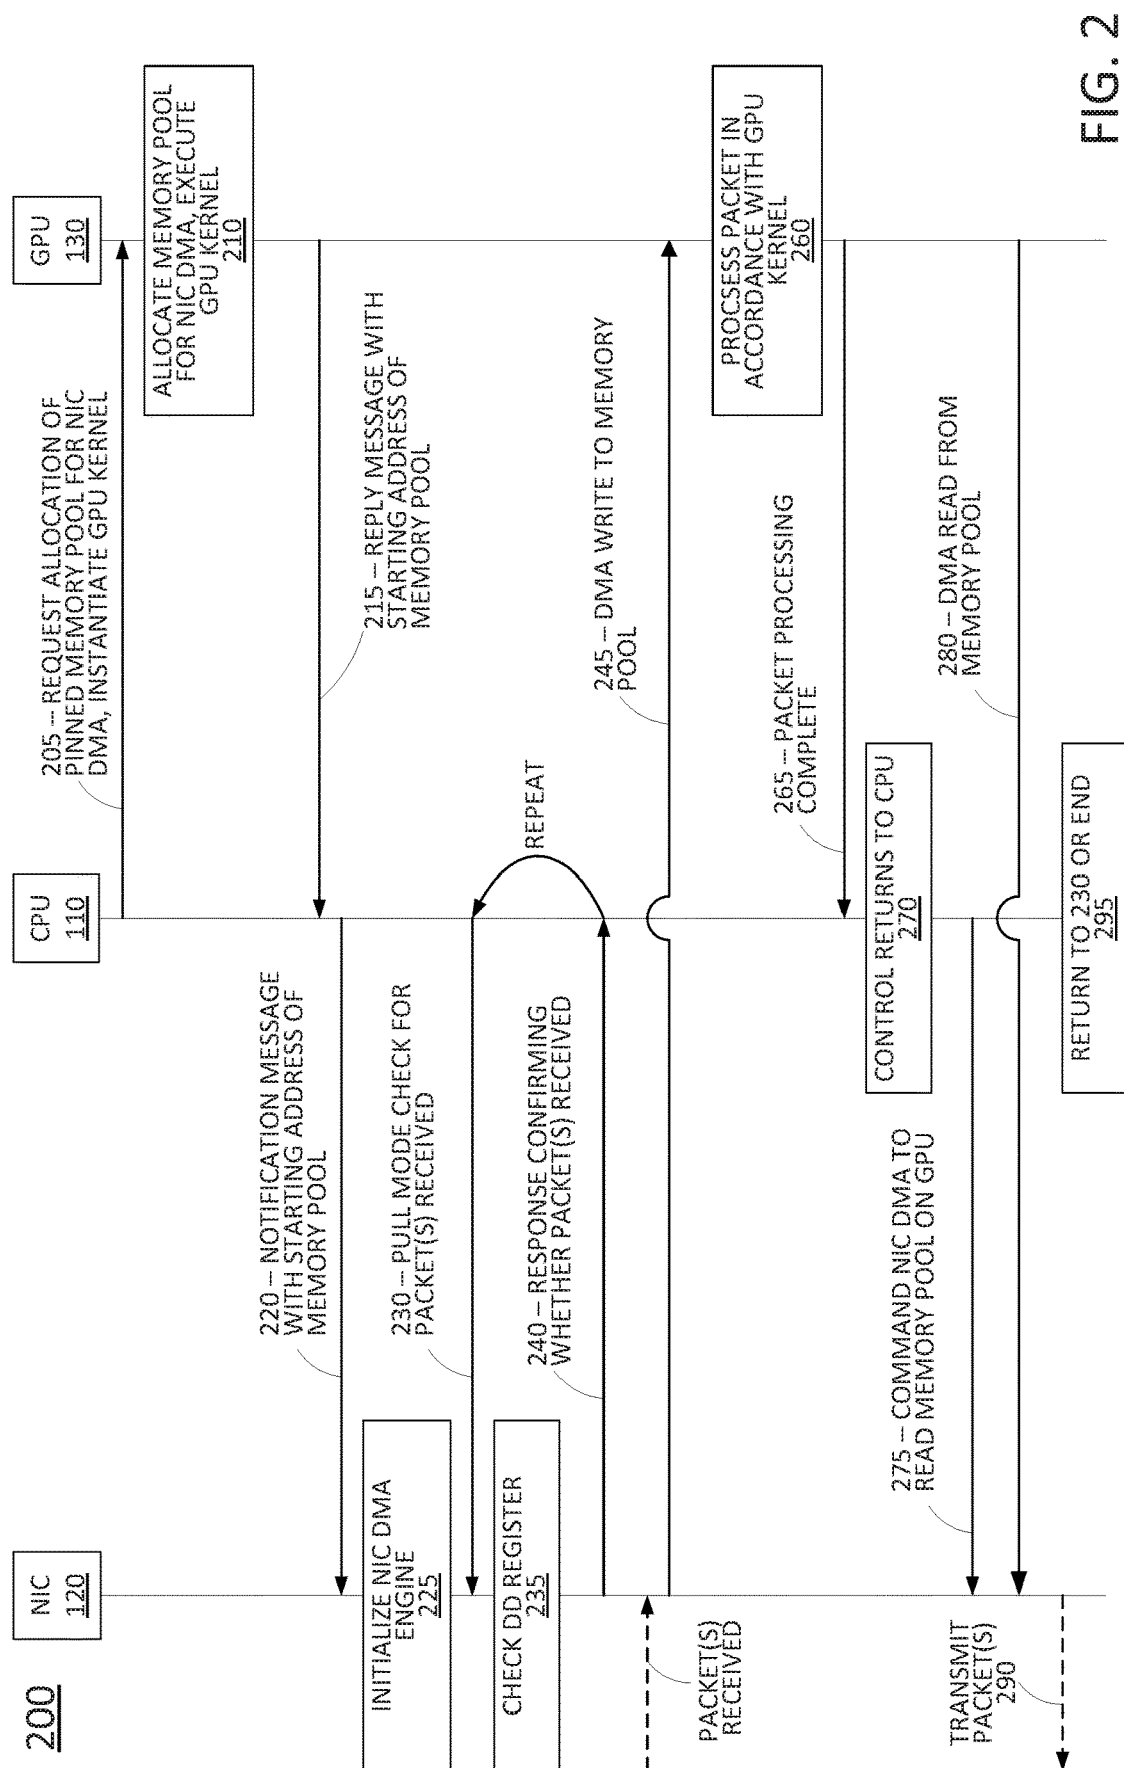 200
NIC
120
CPU
110
GPU
130
205 – REQUEST ALLOCATION OF
PINNED MEMORY POOL FOR NIC
DMA, INSTANTIATE GPU KERNEL
ALLOCATE MEMORY POOL
FOR NIC DMA, EXECUTE
GPU KERNEL
210
215 – REPLY MESSAGE WITH
STARTING ADDRESS OF
MEMORY POOL
220 – NOTIFICATION MESSAGE
WITH STARTING ADDRESS OF
MEMORY POOL
INITIALIZE NIC DMA
ENGINE
225
230 – PULL MODE CHECK FOR
PACKET(S) RECEIVED
CHECK DD REGISTER
235
REPEAT
240 – RESPONSE CONFIRMING
WHETHER PACKET(S) RECEIVED
PACKET(S)
RECEIVED
245 – DMA WRITE TO MEMORY
POOL
PROCSESS PACKET IN
ACCORDANCE WITH GPU
KERNEL
260
265 – PACKET PROCESSING
COMPLETE
CONTROL RETURNS TO CPU
270
275 – COMMAND NIC DMA TO
READ MEMORY POOL ON GPU
280 – DMA READ FROM
MEMORY POOL
TRANSMIT
PACKET(S)
290
RETURN TO 230 OR END
295
FIG. 2